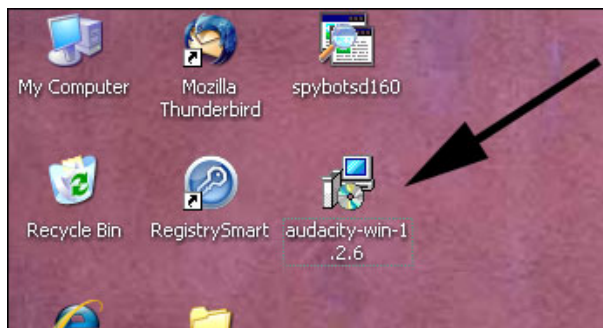 My Computer
Mozilla
Thunderbird
spybotsd160
Recycle Bin
RegistrySmart
audacity-win-1
.2.6